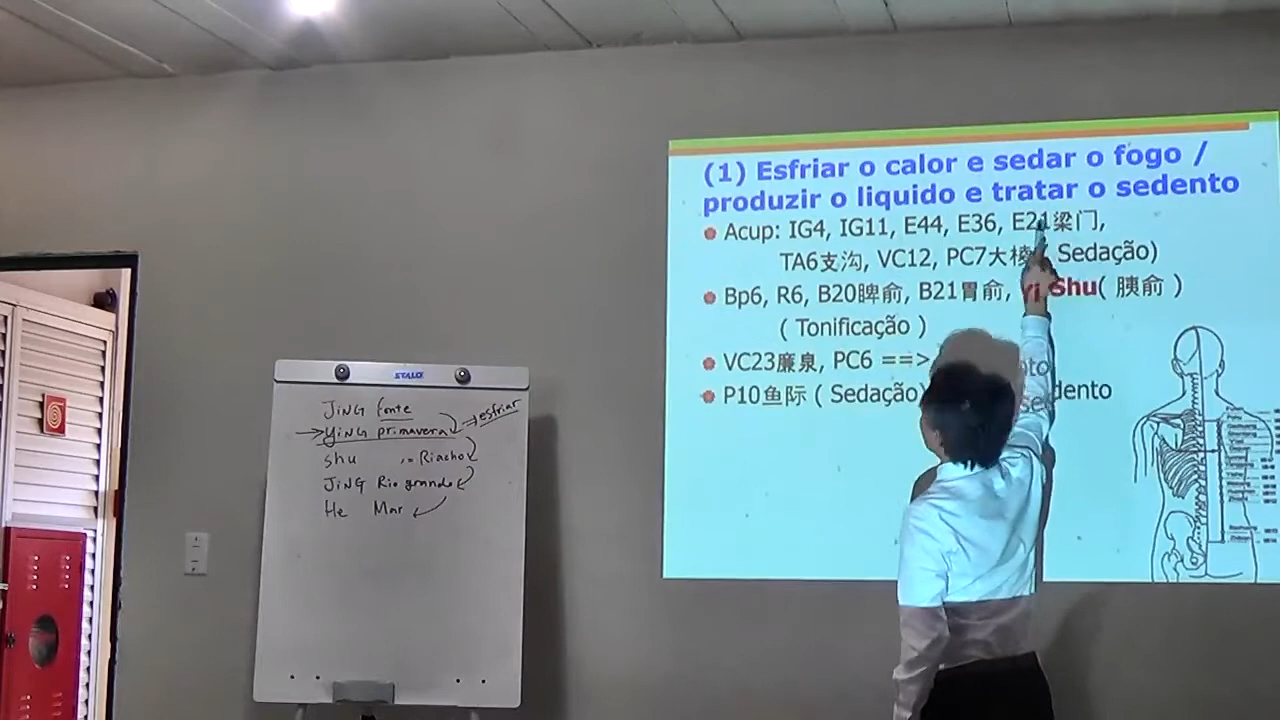 (1) Esfriar o calor e sedar o fogo /
produzir o liquido e tratar o sedento
Acup: IG4, IG11, E44, E36, E21梁门,
TA6支沟, VC12, PC7大棱 ( Sedação)
Bp6, R6, B20脾俞, B21胃俞, Yi Shu( 胰俞 )
( Tonificação )
VC23廉泉, PC6 ==>
P10鱼际 ( Sedação) sedento
STALO
JiNG fonte
→ YiNG primavera ⇒ esfriar
shu ,= Riacho
JiNG Rio grande
He Mar